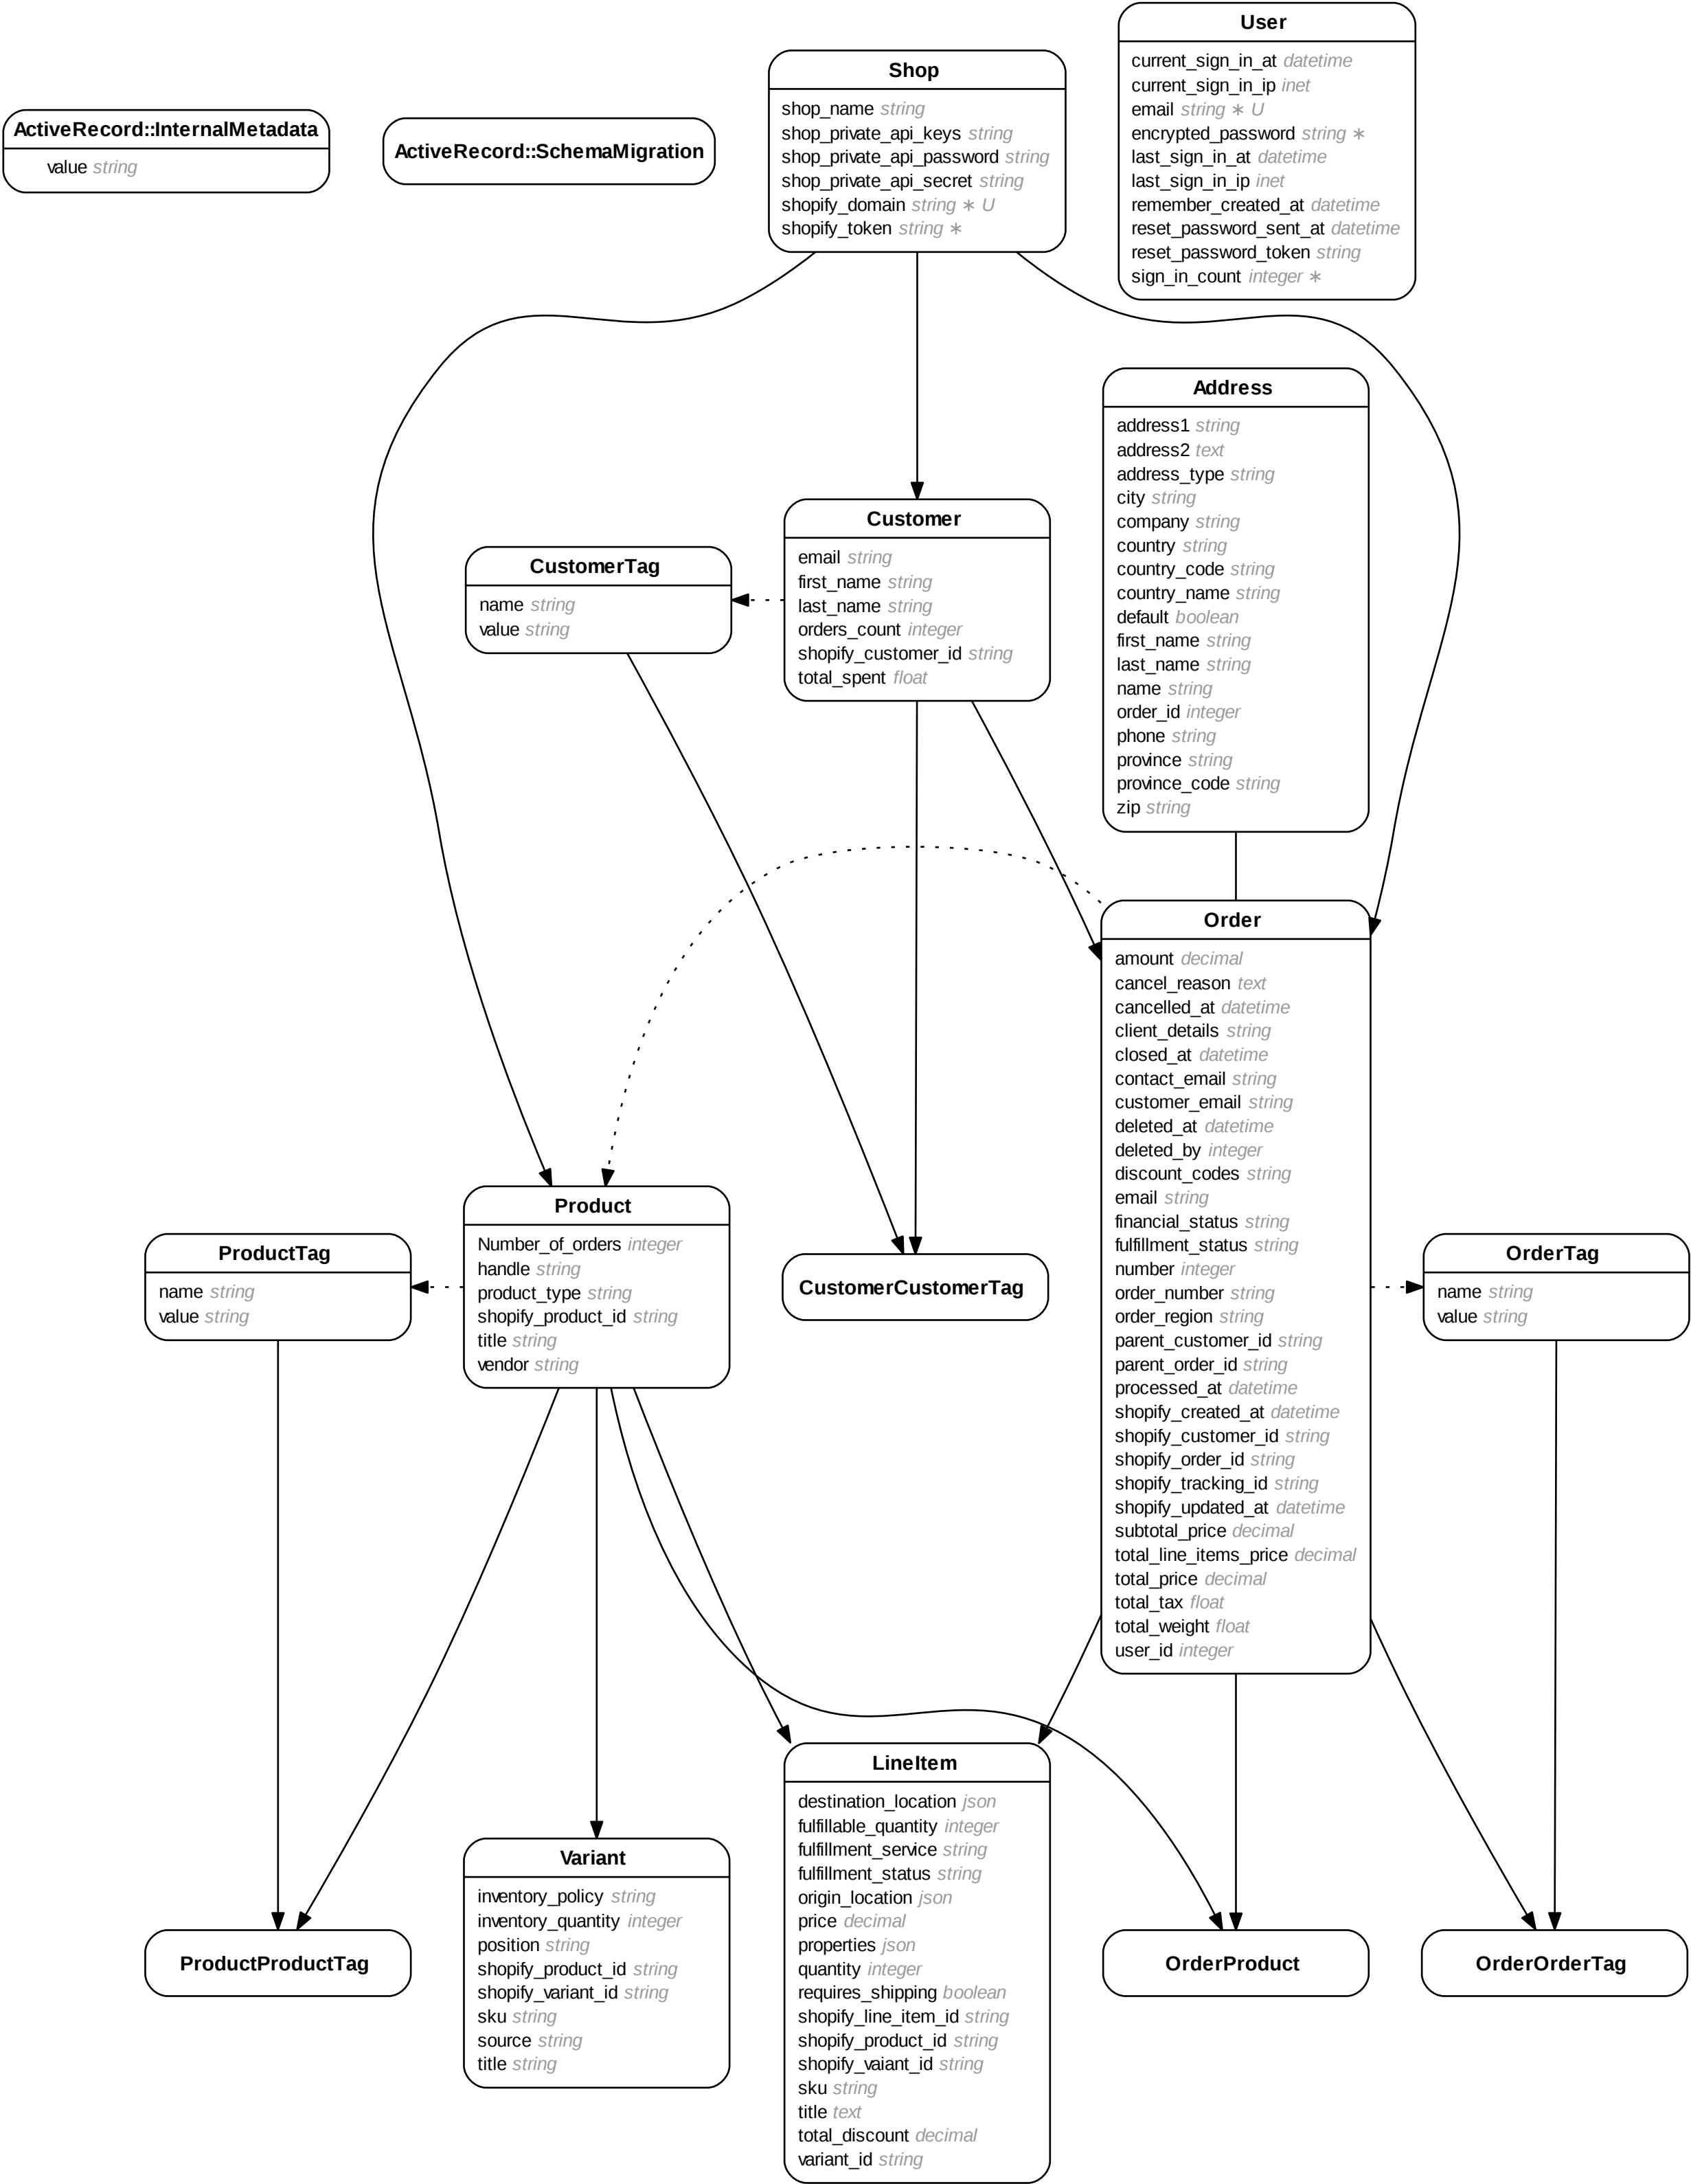 User
current_sign_in_at datetime
current_sign_in_ip inet
email string ∗ U
encrypted_password string ∗
last_sign_in_at datetime
last_sign_in_ip inet
remember_created_at datetime
reset_password_sent_at datetime
reset_password_token string
sign_in_count integer ∗
Shop
shop_name string
shop_private_api_keys string
shop_private_api_password string
shop_private_api_secret string
shopify_domain string ∗ U
shopify_token string ∗
ActiveRecord::InternalMetadata
value string
ActiveRecord::SchemaMigration
Address
address1 string
address2 text
address_type string
city string
company string
country string
country_code string
country_name string
default boolean
first_name string
last_name string
name string
order_id integer
phone string
province string
province_code string
zip string
Customer
email string
first_name string
last_name string
orders_count integer
shopify_customer_id string
total_spent float
CustomerTag
name string
value string
Order
amount decimal
cancel_reason text
cancelled_at datetime
client_details string
closed_at datetime
contact_email string
customer_email string
deleted_at datetime
deleted_by integer
discount_codes string
email string
financial_status string
fulfillment_status string
number integer
order_number string
order_region string
parent_customer_id string
parent_order_id string
processed_at datetime
shopify_created_at datetime
shopify_customer_id string
shopify_order_id string
shopify_tracking_id string
shopify_updated_at datetime
subtotal_price decimal
total_line_items_price decimal
total_price decimal
total_tax float
total_weight float
user_id integer
Product
Number_of_orders integer
handle string
product_type string
shopify_product_id string
title string
vendor string
ProductTag
name string
value string
CustomerCustomerTag
OrderTag
name string
value string
LineItem
destination_location json
fulfillable_quantity integer
fulfillment_service string
fulfillment_status string
origin_location json
price decimal
properties json
quantity integer
requires_shipping boolean
shopify_line_item_id string
shopify_product_id string
shopify_vaiant_id string
sku string
title text
total_discount decimal
variant_id string
Variant
inventory_policy string
inventory_quantity integer
position string
shopify_product_id string
shopify_variant_id string
sku string
source string
title string
ProductProductTag
OrderProduct
OrderOrderTag